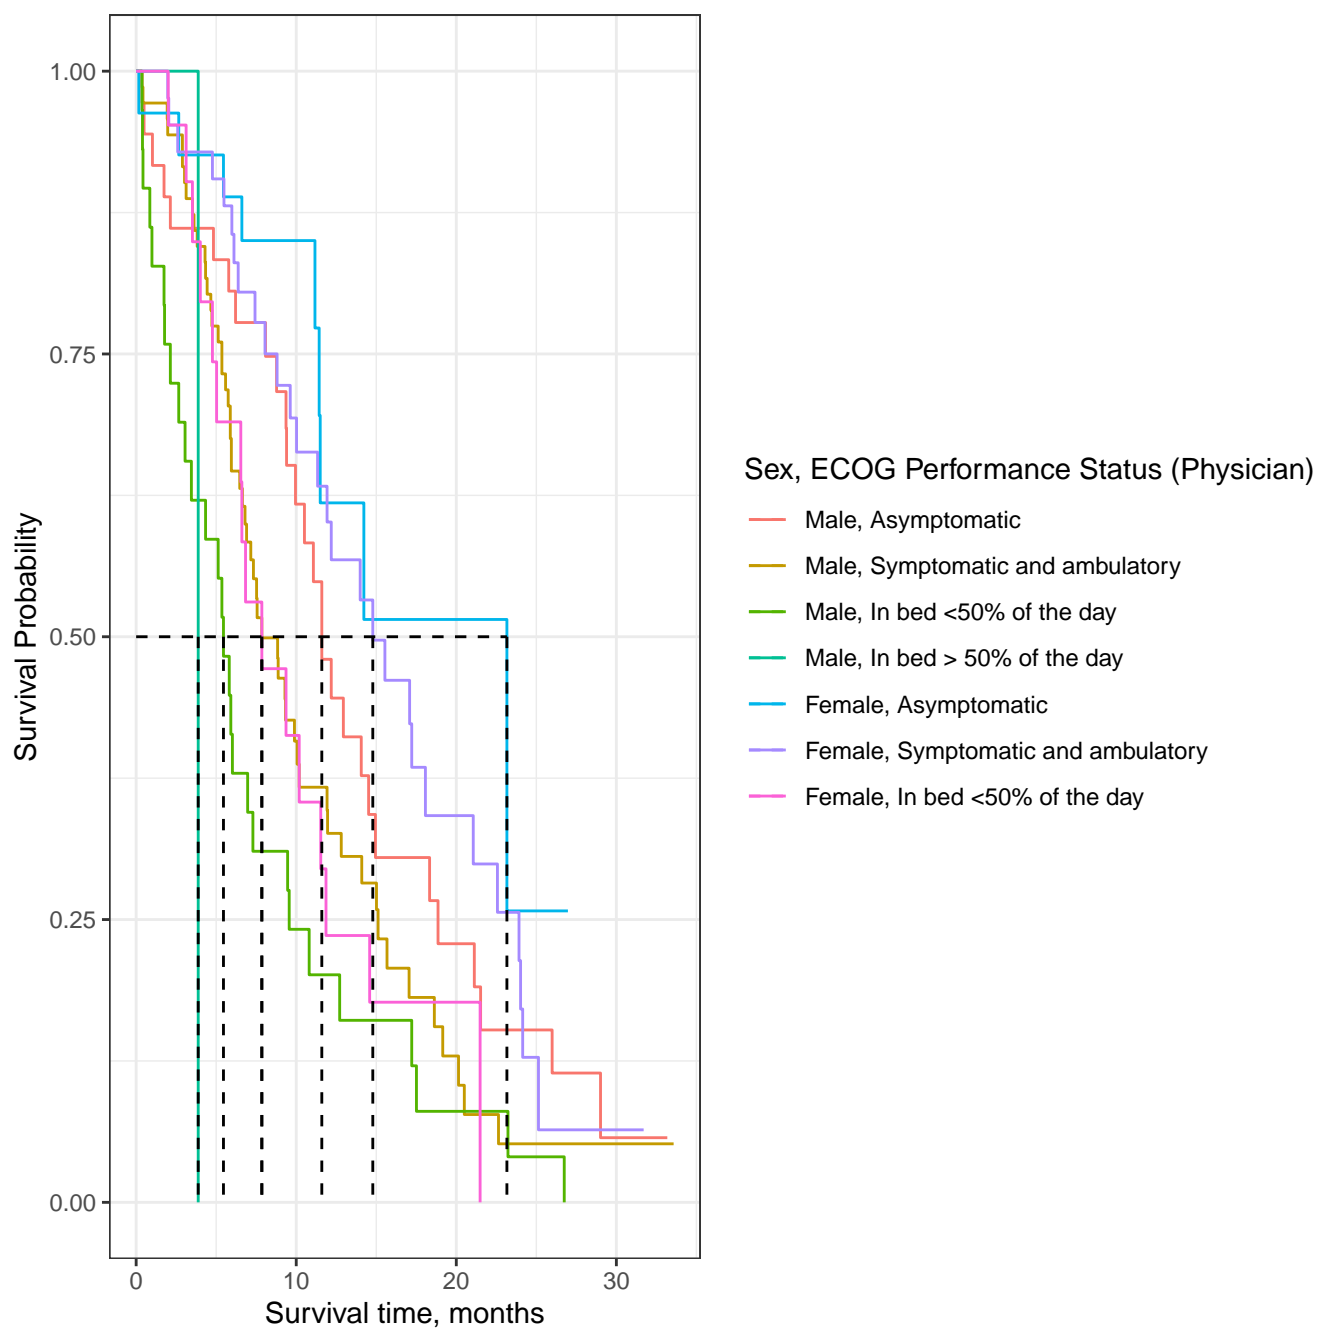 1.00
0.75
0.50
0.25
0.00
Survival Probability
0
10
20
30
Survival time, months
Sex, ECOG Performance Status (Physician)
Male, Asymptomatic
Male, Symptomatic and ambulatory
Male, In bed <50% of the day
Male, In bed > 50% of the day
Female, Asymptomatic
Female, Symptomatic and ambulatory
Female, In bed <50% of the day